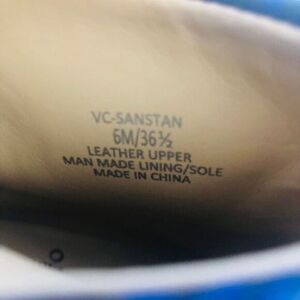 VC-SANSTAN
6M/36½
LEATHER UPPER
MAN MADE LINING/SOLE
MADE IN CHINA